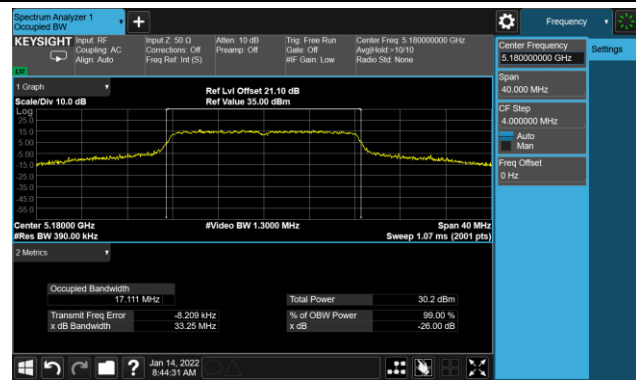 Spectrum Analyzer 1
Occupied BW
+
Frequency
KEYSIGHT
Input: RF
Coupling: AC
Align: Auto
Input Z: 50 Ω
Corrections: Off
Freq Ref: Int (S)
Atten: 10 dB
Preamp: Off
Trig: Free Run
Gate: Off
#IF Gain: Low
Center Freq: 5.180000000 GHz
Avg|Hold:>10/10
Radio Std: None
LW
Center Frequency
5.180000000 GHz
Settings
Span
40.000 MHz
CF Step
4.000000 MHz
Auto
Man
Freq Offset
0 Hz
1 Graph
Scale/Div 10.0 dB
Ref Lvl Offset 21.10 dB
Ref Value 35.00 dBm
Log
25.0
15.0
5.00
-5.00
-15.0
-25.0
-35.0
-45.0
-55.0
Center 5.18000 GHz
#Video BW 1.3000 MHz
Span 40 MHz
#Res BW 390.00 kHz
Sweep 1.07 ms (2001 pts)
2 Metrics
Occupied Bandwidth
17.111 MHz
Total Power 30.2 dBm
Transmit Freq Error -8.209 kHz
% of OBW Power 99.00 %
x dB Bandwidth 33.25 MHz
x dB -26.00 dB
?
Jan 14, 2022
8:44:31 AM